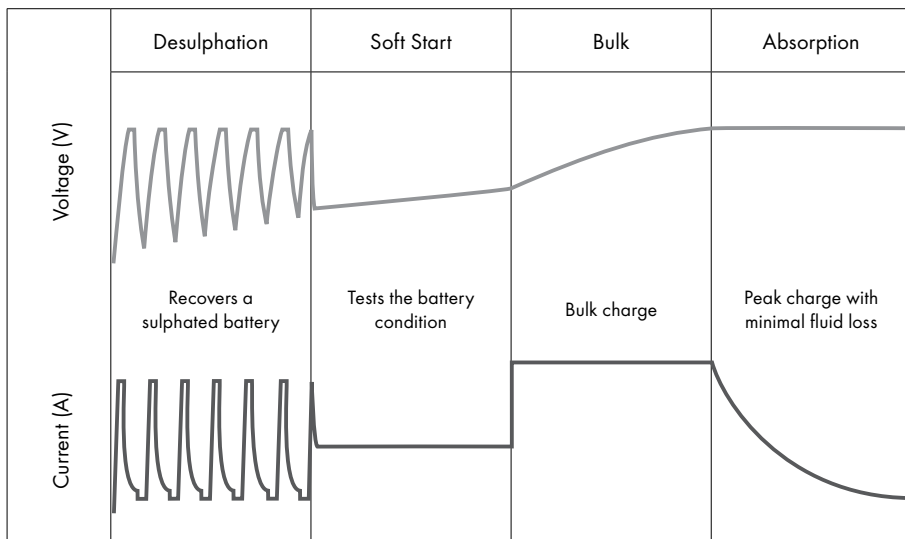 Desulphation
Soft Start
Bulk
Absorption
Voltage (V)
Recovers a
sulphated battery
Tests the battery
condition
Bulk charge
Peak charge with
minimal fluid loss
Current (A)